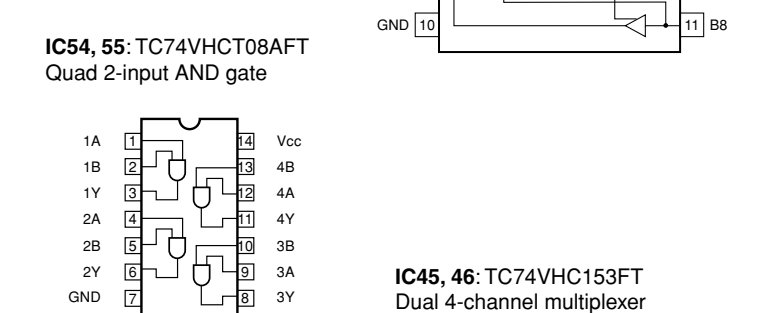 GND 10 11 B8
IC54, 55: TC74VHCT08AFT
Quad 2-input AND gate
1A 1 14 Vcc
1B 2 13 4B
1Y 3 12 4A
2A 4 11 4Y
2B 5 10 3B
2Y 6 9 3A
GND 7 8 3Y
IC45, 46: TC74VHC153FT
Dual 4-channel multiplexer